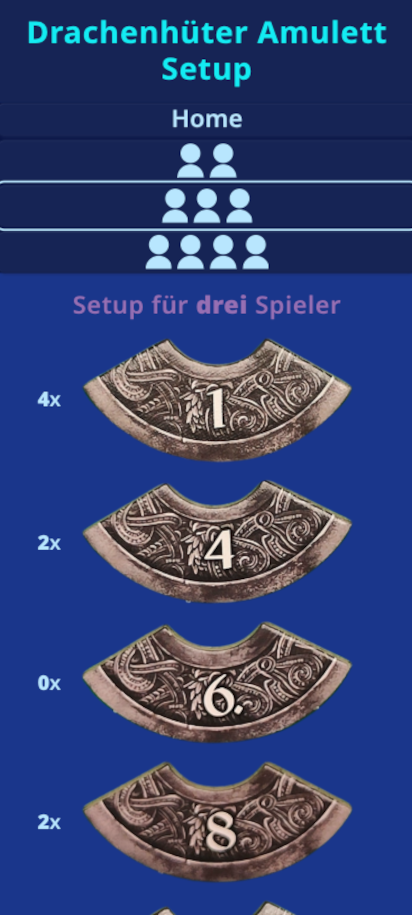 Drachenhüter Amulett
Setup
Home
Setup für drei Spieler
4x
1
2x
4
0x
6.
2x
8